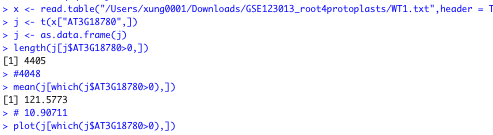 > x <- read.table("/Users/xung0001/Downloads/GSE123013_root4protoplasts/WT1.txt",header = T
> j <- t(x["AT3G18780",])
> j <- as.data.frame(j)
> length(j[j$AT3G18780>0,])
[1] 4405
> #4048
> mean(j[which(j$AT3G18780>0),])
[1] 121.5773
> # 10.90711
> plot(j[which(j$AT3G18780>0),])